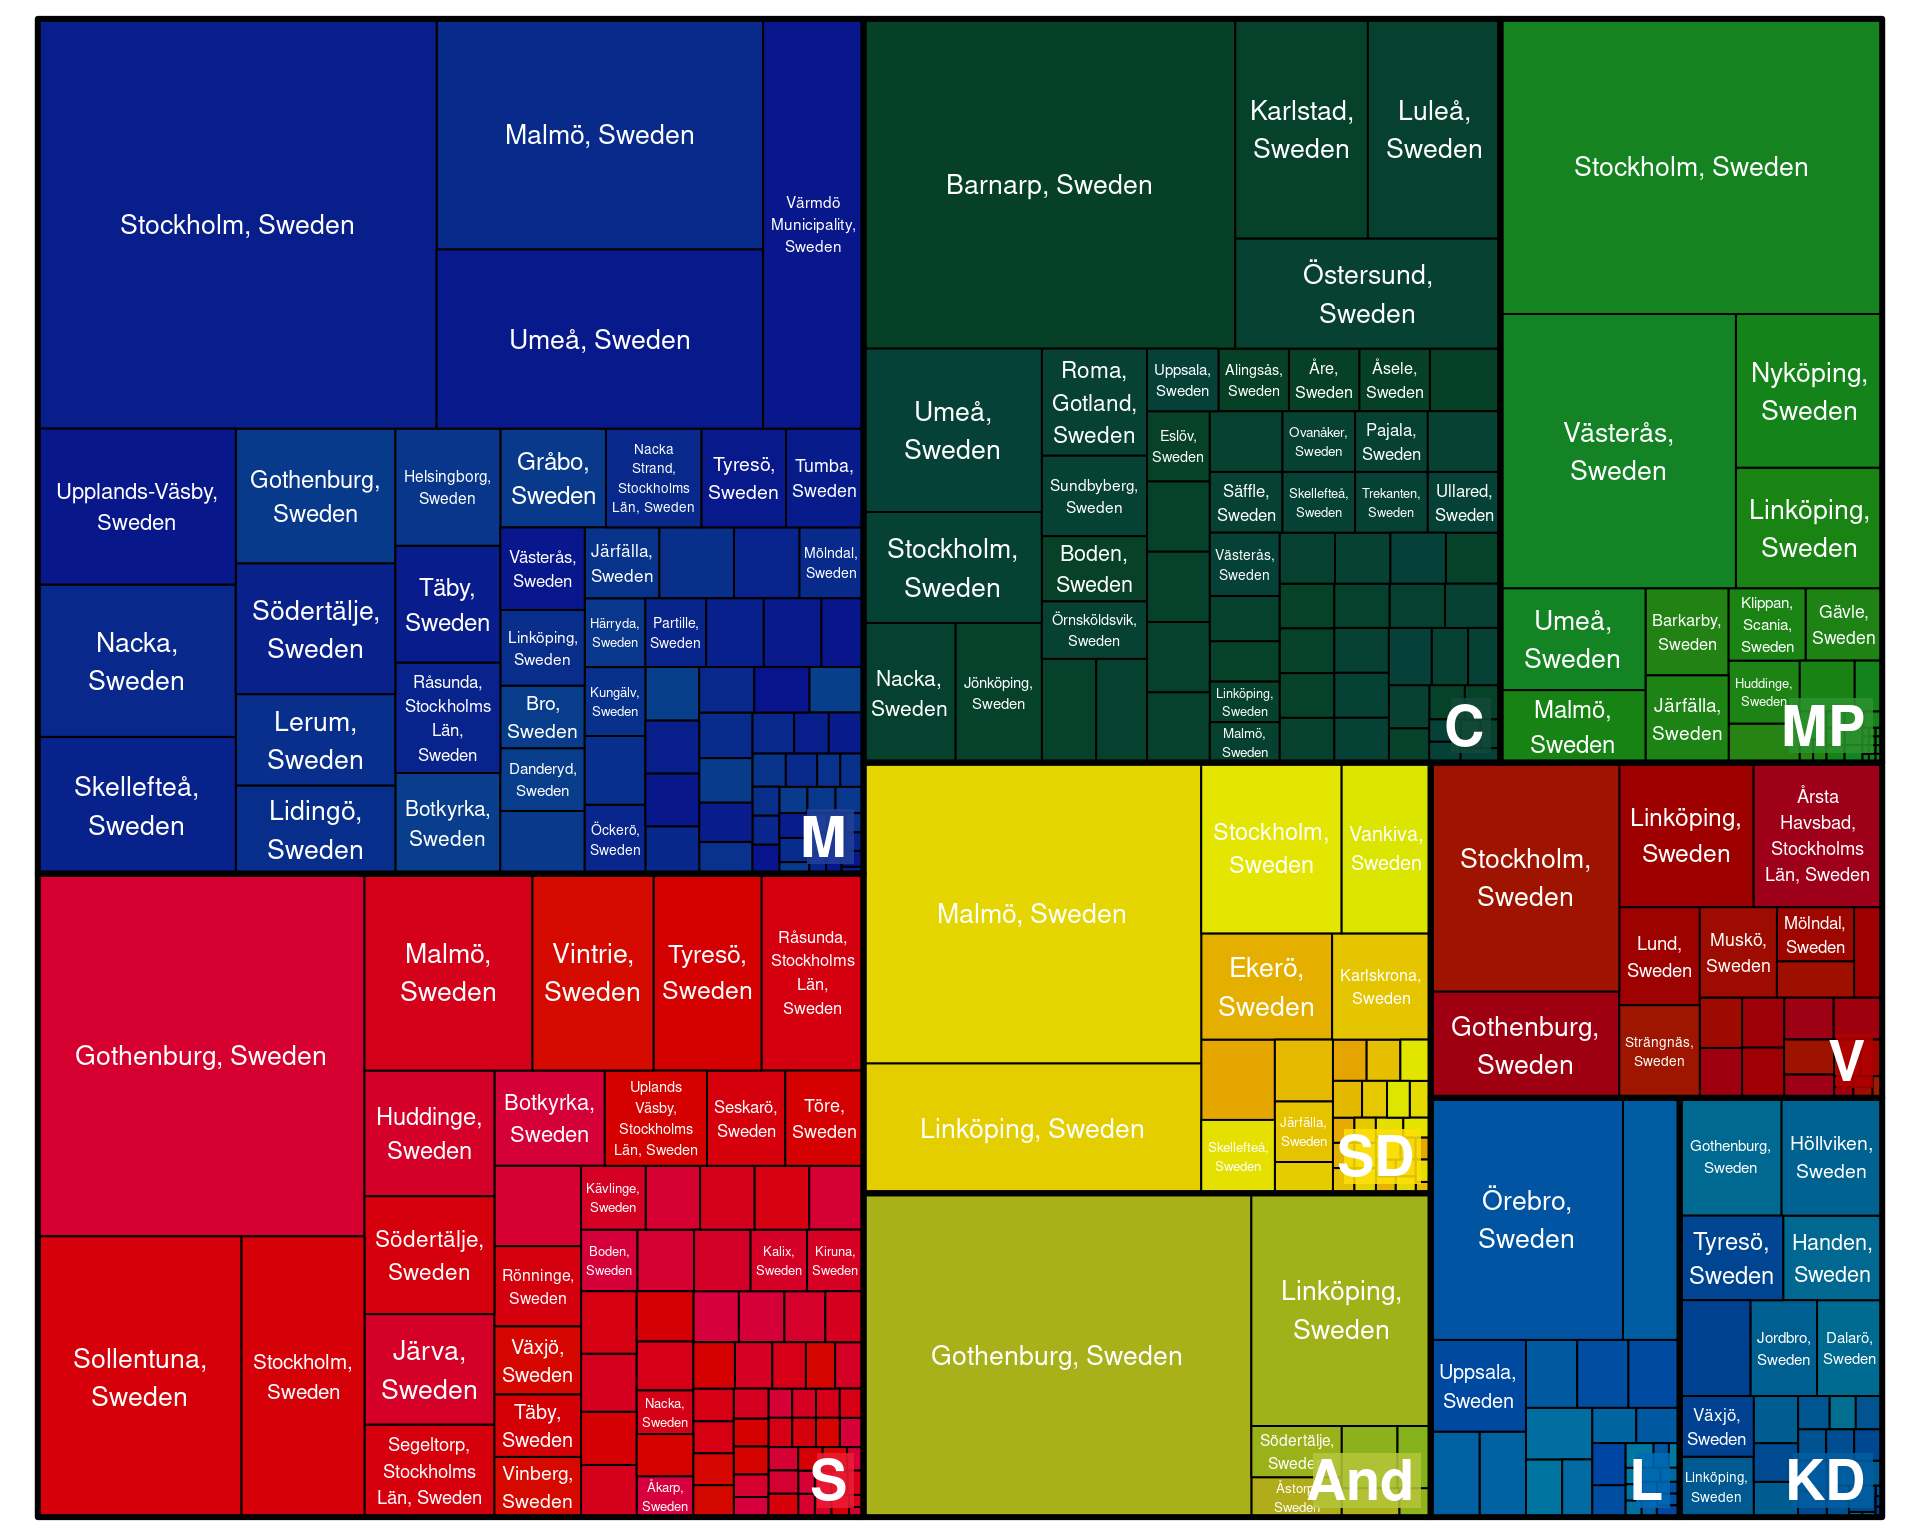 Stockholm, Sweden
Malmö, Sweden
Värmdö
Municipality,
Sweden
Umeå, Sweden
Upplands-Väsby,
Sweden
Nacka,
Sweden
Skellefteå,
Sweden
Gothenburg,
Sweden
Södertälje,
Sweden
Lerum,
Sweden
Lidingö,
Sweden
Helsingborg,
Sweden
Täby,
Sweden
Råsunda,
Stockholms
Län,
Sweden
Botkyrka,
Sweden
Gråbo,
Sweden
Nacka
Strand,
Stockholms
Län, Sweden
Tyresö,
Sweden
Tumba,
Sweden
Västerås,
Sweden
Järfälla,
Sweden
Mölndal,
Sweden
Linköping,
Sweden
Härryda,
Sweden
Partille,
Sweden
Bro,
Sweden
Kungälv,
Sweden
Danderyd,
Sweden
Öckerö,
Sweden
M
Barnarp, Sweden
Karlstad,
Sweden
Luleå,
Sweden
Östersund,
Sweden
Umeå,
Sweden
Stockholm,
Sweden
Nacka,
Sweden
Jönköping,
Sweden
Roma,
Gotland,
Sweden
Sundbyberg,
Sweden
Boden,
Sweden
Örnsköldsvik,
Sweden
Uppsala,
Sweden
Alingsås,
Sweden
Åre,
Sweden
Åsele,
Sweden
Eslöv,
Sweden
Ovanåker,
Sweden
Pajala,
Sweden
Säffle,
Sweden
Skellefteå,
Sweden
Trekanten,
Sweden
Ullared,
Sweden
Västerås,
Sweden
Linköping,
Sweden
Malmö,
Sweden
C
Stockholm, Sweden
Västerås,
Sweden
Nyköping,
Sweden
Linköping,
Sweden
Umeå,
Sweden
Malmö,
Sweden
Barkarby,
Sweden
Järfälla,
Sweden
Klippan,
Scania,
Sweden
Gävle,
Sweden
Huddinge,
Sweden
MP
Gothenburg, Sweden
Sollentuna,
Sweden
Stockholm,
Sweden
Malmö,
Sweden
Vintrie,
Sweden
Tyresö,
Sweden
Råsunda,
Stockholms
Län,
Sweden
Huddinge,
Sweden
Södertälje,
Sweden
Järva,
Sweden
Segeltorp,
Stockholms
Län, Sweden
Botkyrka,
Sweden
Uplands
Väsby,
Stockholms
Län, Sweden
Seskarö,
Sweden
Töre,
Sweden
Kävlinge,
Sweden
Rönninge,
Sweden
Boden,
Sweden
Kalix,
Sweden
Kiruna,
Sweden
Växjö,
Sweden
Täby,
Sweden
Nacka,
Sweden
Vinberg,
Sweden
Åkarp,
Sweden
S
Malmö, Sweden
Linköping, Sweden
Stockholm,
Sweden
Vankiva,
Sweden
Ekerö,
Sweden
Karlskrona,
Sweden
Skellefteå,
Sweden
Järfälla,
Sweden
SD
Gothenburg, Sweden
Linköping,
Sweden
Södertälje,
Sweden
Åstorp,
Sweden
And
Stockholm,
Sweden
Gothenburg,
Sweden
Linköping,
Sweden
Årsta
Havsbad,
Stockholms
Län, Sweden
Lund,
Sweden
Muskö,
Sweden
Mölndal,
Sweden
Strängnäs,
Sweden
V
Örebro,
Sweden
Uppsala,
Sweden
L
Gothenburg,
Sweden
Höllviken,
Sweden
Tyresö,
Sweden
Handen,
Sweden
Jordbro,
Sweden
Dalarö,
Sweden
Växjö,
Sweden
Linköping,
Sweden
KD